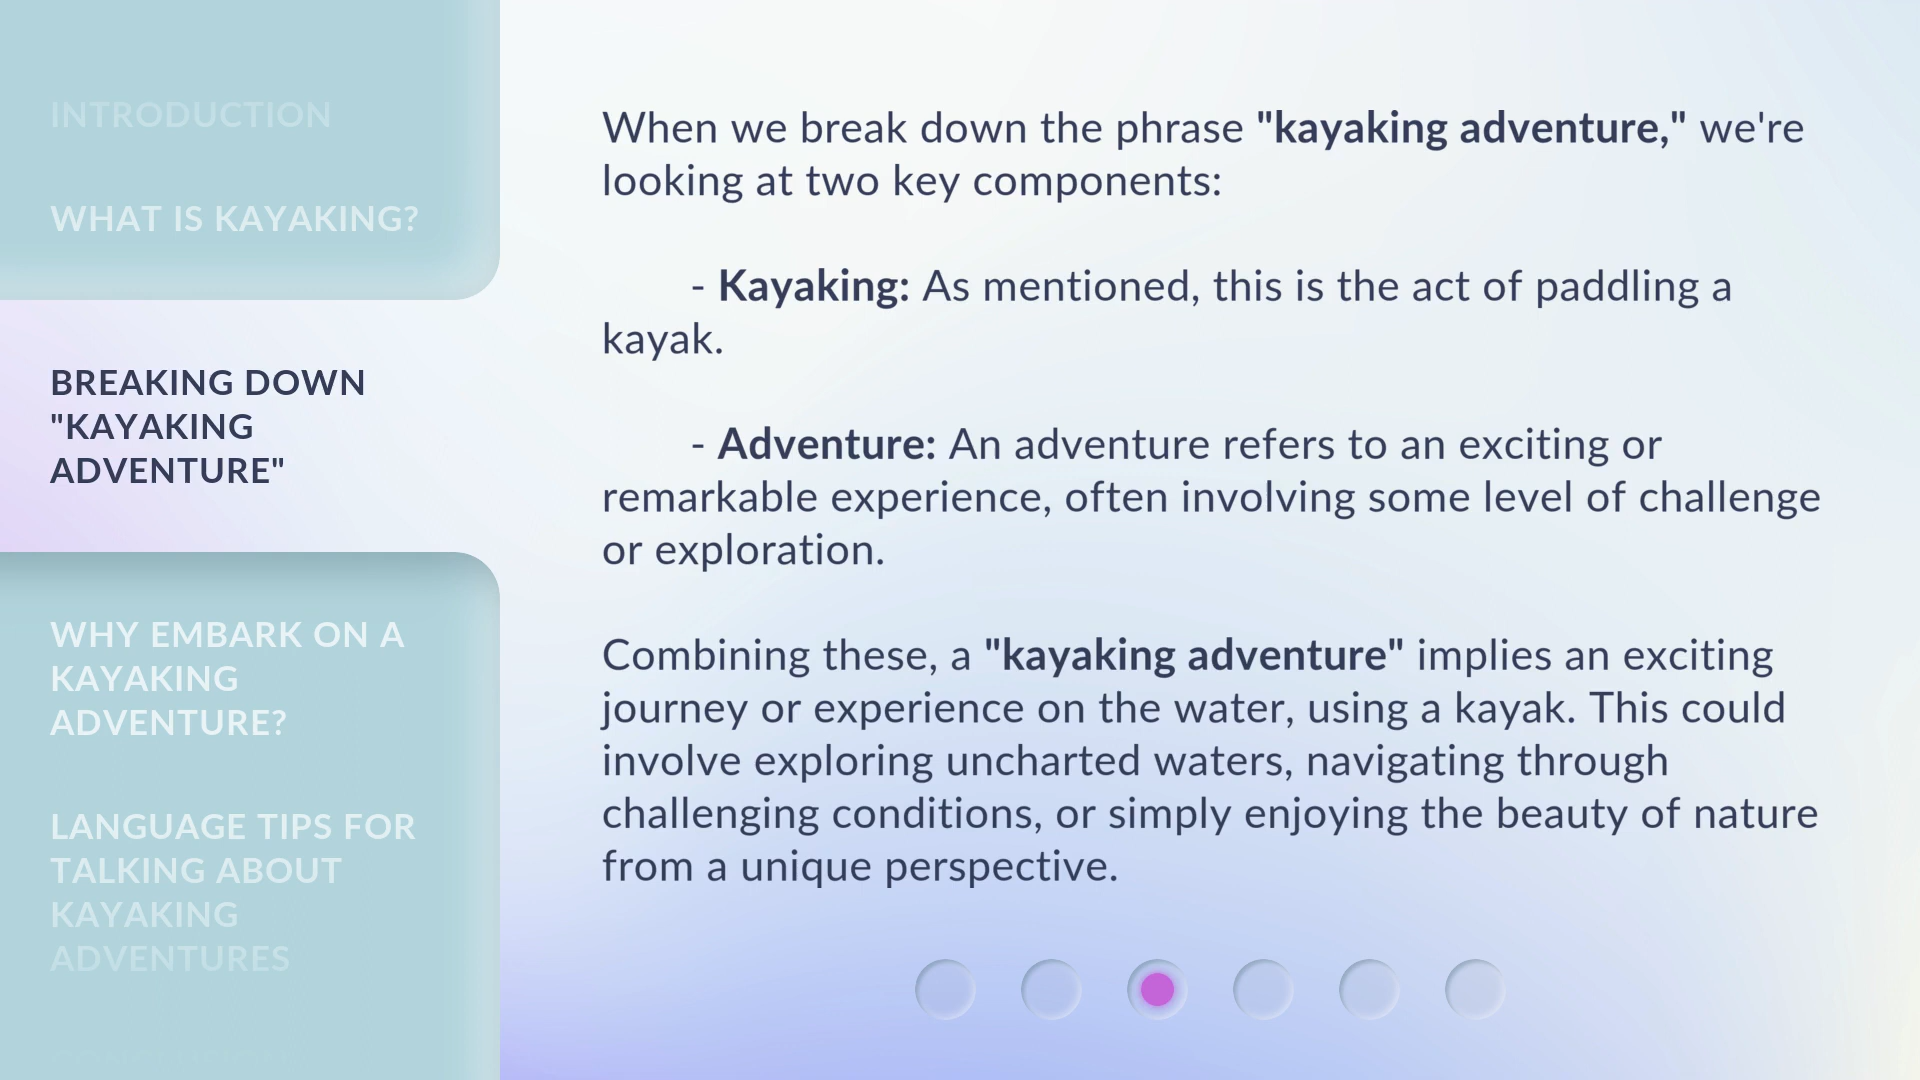 INTRODUCTION
WHAT IS KAYAKING?
BREAKING DOWN
"KAYAKING
ADVENTURE"
WHY EMBARK ON A
KAYAKING
ADVENTURE?
LANGUAGE TIPS FOR
TALKING ABOUT
KAYAKING
ADVENTURES
CONCLUSION
When we break down the phrase "kayaking adventure," we're
looking at two key components:
- Kayaking: As mentioned, this is the act of paddling a
kayak.
- Adventure: An adventure refers to an exciting or
remarkable experience, often involving some level of challenge
or exploration.
Combining these, a "kayaking adventure" implies an exciting
journey or experience on the water, using a kayak. This could
involve exploring uncharted waters, navigating through
challenging conditions, or simply enjoying the beauty of nature
from a unique perspective.